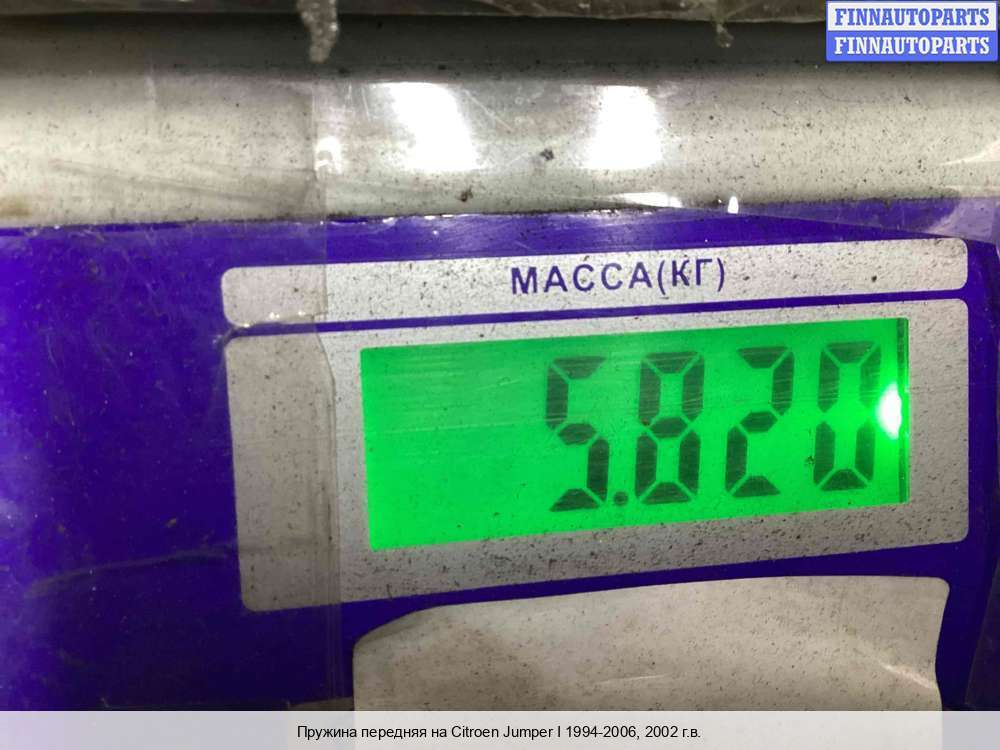 FINNAUTOPARTS
FINNAUTOPARTS
МАССА(КГ)
5.820
Пружина передняя на Citroen Jumper I 1994-2006, 2002 г.в.